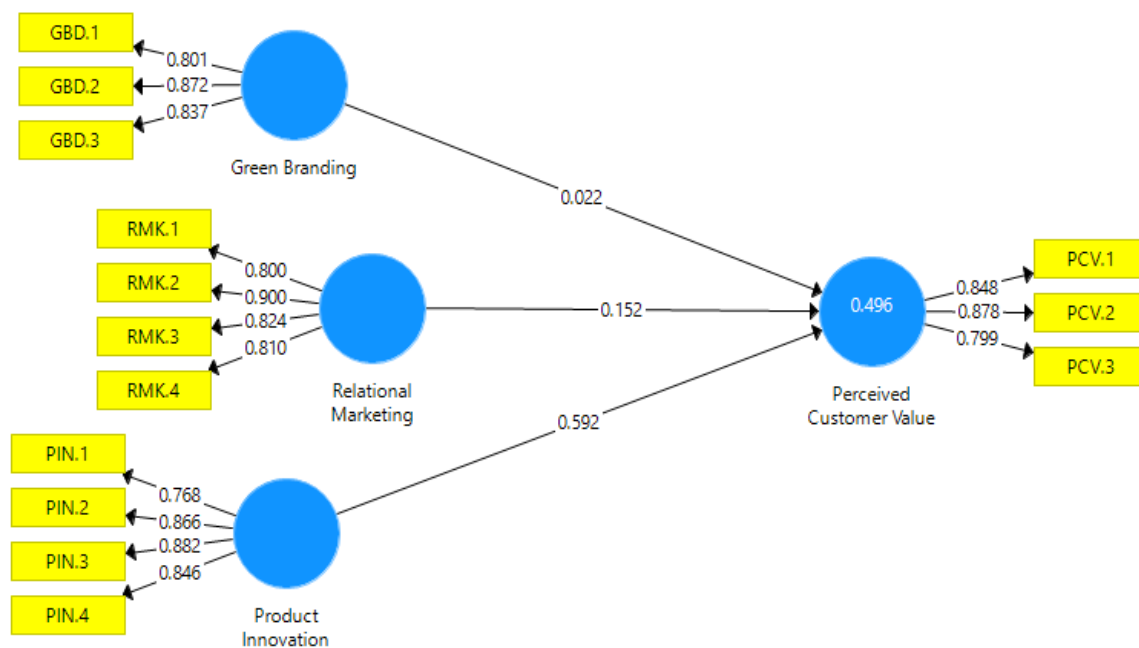 GBD.1
0.801
GBD.2
0.872
0.837
GBD.3
Green Branding
0.022
RMK.1
0.800
RMK.2
0.900
0.824
RMK.3
0.810
RMK.4
Relational
Marketing
0.152
0.496
Perceived
Customer Value
PCV.1
0.848
0.878
PCV.2
0.799
PCV.3
0.592
PIN.1
0.768
PIN.2
0.866
0.882
PIN.3
0.846
PIN.4
Product
Innovation